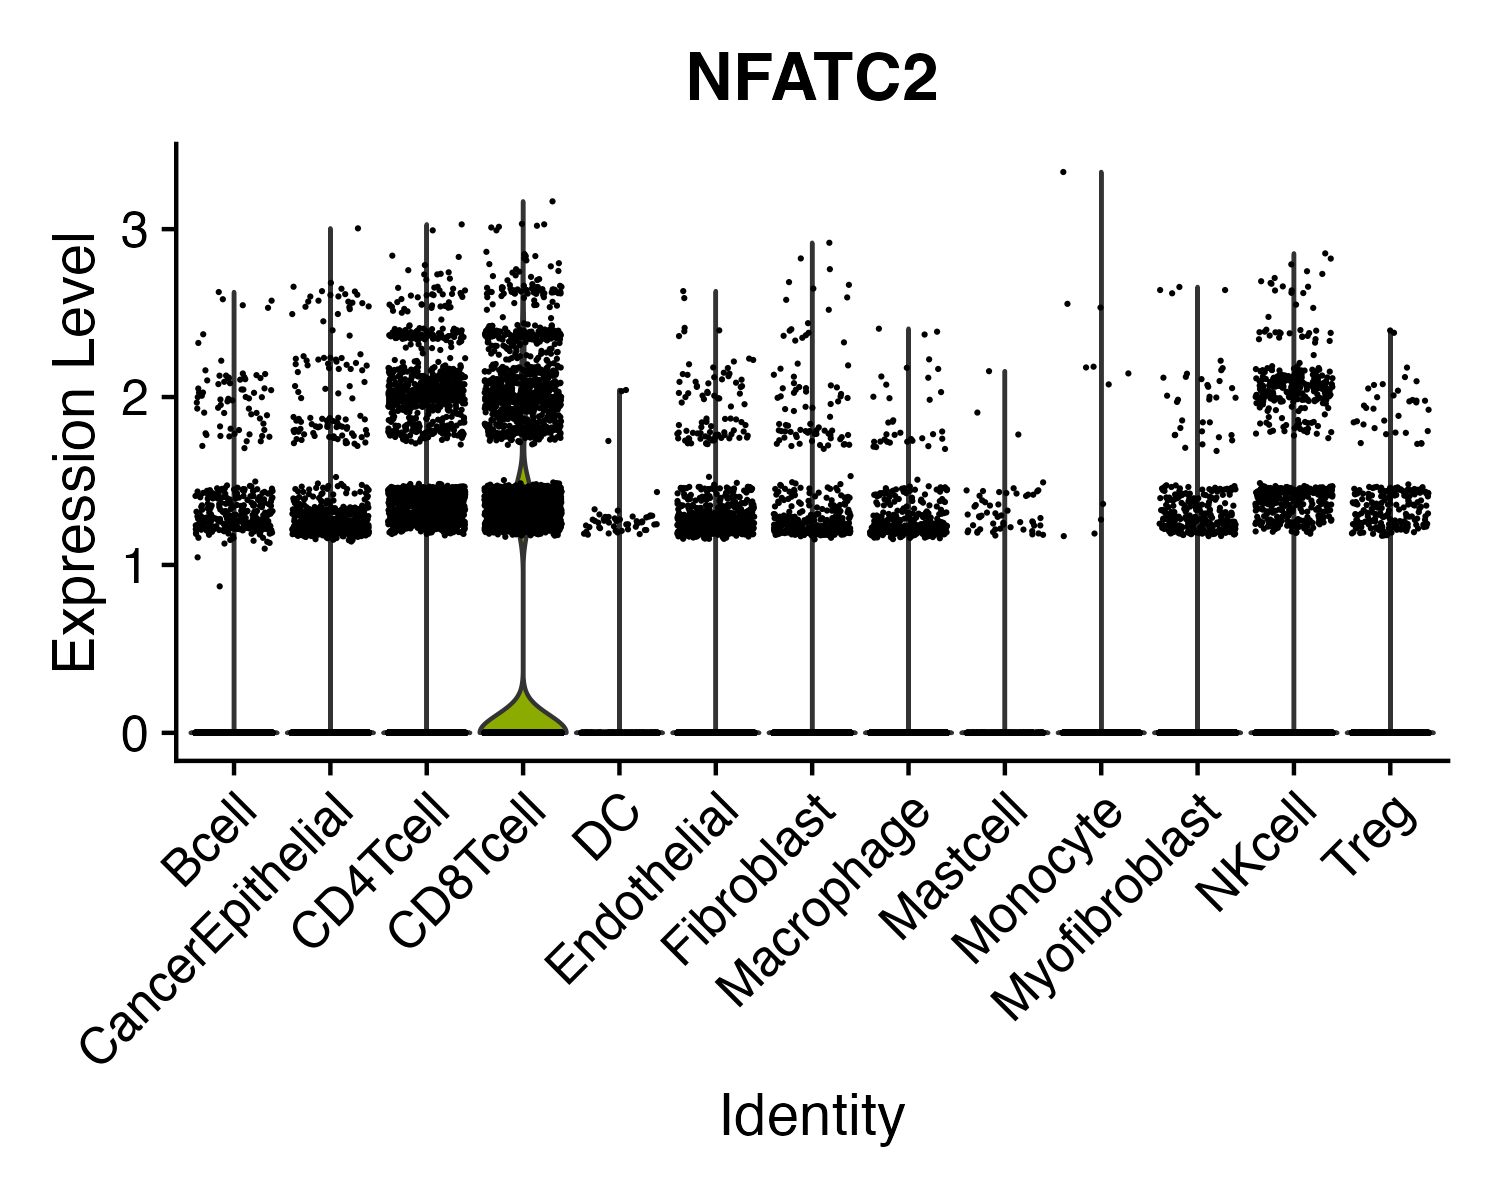 NFATC2
Expression Level
3
2
1
0
Bcell
CancerEpithelial
CD4Tcell
CD8Tcell
DC
Endothelial
Fibroblast
Macrophage
Mastcell
Monocyte
Myofibroblast
NKcell
Treg
Identity